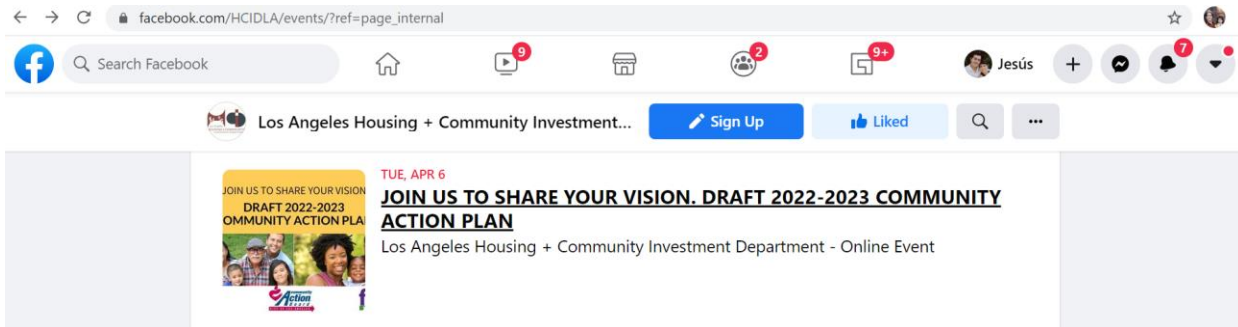 facebook.com/HCIDLA/events/?ref=page_internal
Search Facebook
9
2
9+
Jesús
7
Los Angeles Housing + Community Investment...
Sign Up
Liked
JOIN US TO SHARE YOUR VISION
DRAFT 2022-2023
OMMUNITY ACTION PLA
Action
TUE, APR 6
JOIN US TO SHARE YOUR VISION. DRAFT 2022-2023 COMMUNITY
ACTION PLAN
Los Angeles Housing + Community Investment Department - Online Event